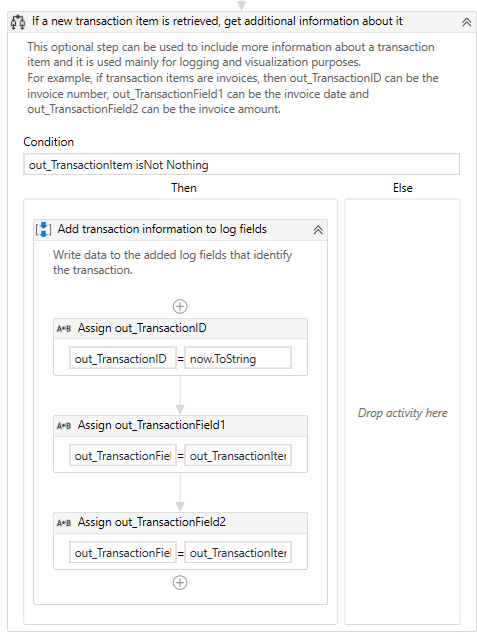 If a new transaction item is retrieved, get additional information about it
This optional step can be used to include more information about a transaction
item and it is used mainly for logging and visualization purposes.
For example, if transaction items are invoices, then out_TransactionID can be the
invoice number, out_TransactionField1 can be the invoice date and
out_TransactionField2 can be the invoice amount.
Condition
out_TransactionItem isNot Nothing
Then
Else
Add transaction information to log fields
Write data to the added log fields that identify
the transaction.
A*B Assign out_TransactionID
out_TransactionID = now.ToString
A*B Assign out_TransactionField1
out_TransactionFiel = out_TransactionIter
Drop activity here
A*B Assign out_TransactionField2
out_TransactionFiel = out_TransactionIter